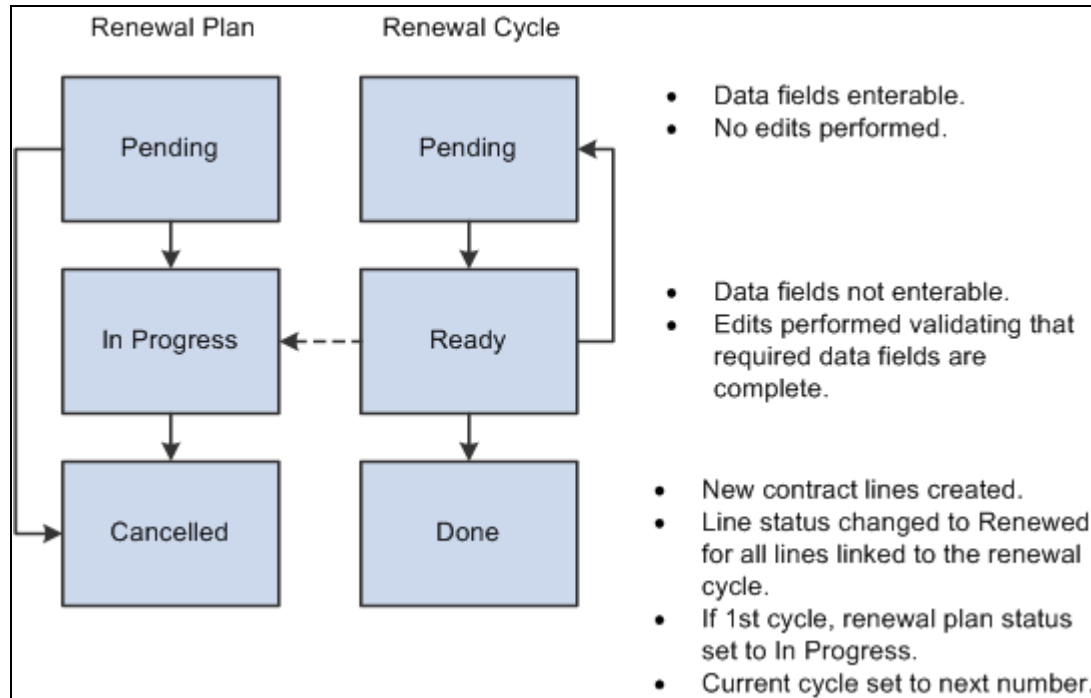 Renewal Plan
Renewal Cycle
Pending
Pending
• Data fields enterable.
• No edits performed.
In Progress
Ready
• Data fields not enterable.
• Edits performed validating that
required data fields are
complete.
Cancelled
Done
• New contract lines created.
• Line status changed to Renewed
for all lines linked to the renewal
cycle.
• If 1st cycle, renewal plan status
set to In Progress.
• Current cycle set to next number.